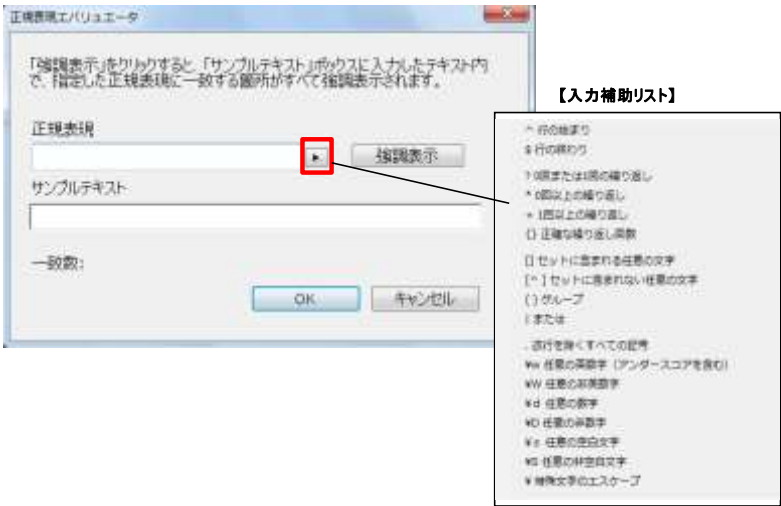 正規表現エバリュエータ
「強調表示」をクリックすると、「サンプルテキスト」ボックスに入力したテキスト内
で、指定した正規表現に一致する箇所がすべて強調表示されます。
正規表現
強調表示
サンプルテキスト
一致数:
OK
キャンセル
【入力補助リスト】
^ 行の始まり
$ 行の終わり
? 0回または1回の繰り返し
* 0回以上の繰り返し
+ 1回以上の繰り返し
{} 正確な繰り返し回数
[] セットに含まれる任意の文字
[^ ] セットに含まれない任意の文字
( ) グループ
| または
. 改行を除くすべての記号
¥w 任意の英数字 (アンダースコアを含む)
¥W 任意の非英数字
¥d 任意の数字
¥D 任意の非数字
¥s 任意の空白文字
¥S 任意の非空白文字
¥ 特殊文字のエスケープ